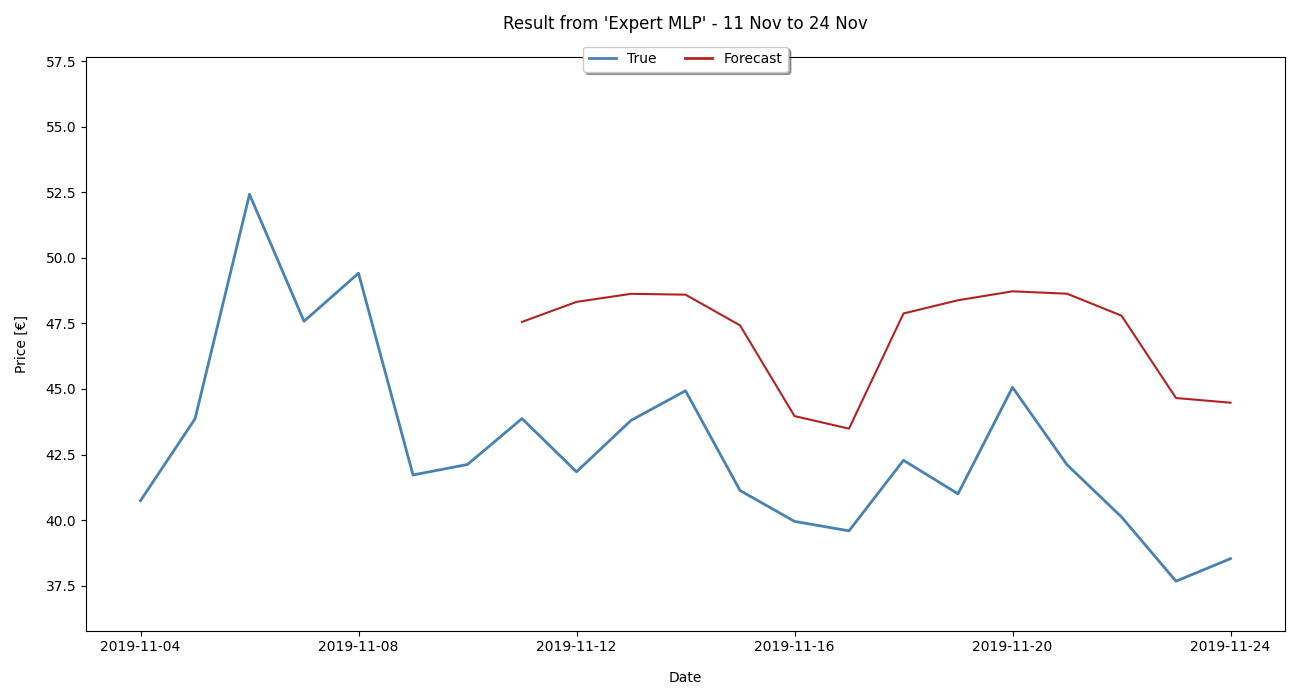 Result from 'Expert MLP' - 11 Nov to 24 Nov
True Forecast
57.5
55.0
52.5
50.0
47.5
45.0
42.5
40.0
37.5
Price [€]
2019-11-04 2019-11-08 2019-11-12 2019-11-16 2019-11-20 2019-11-24
Date